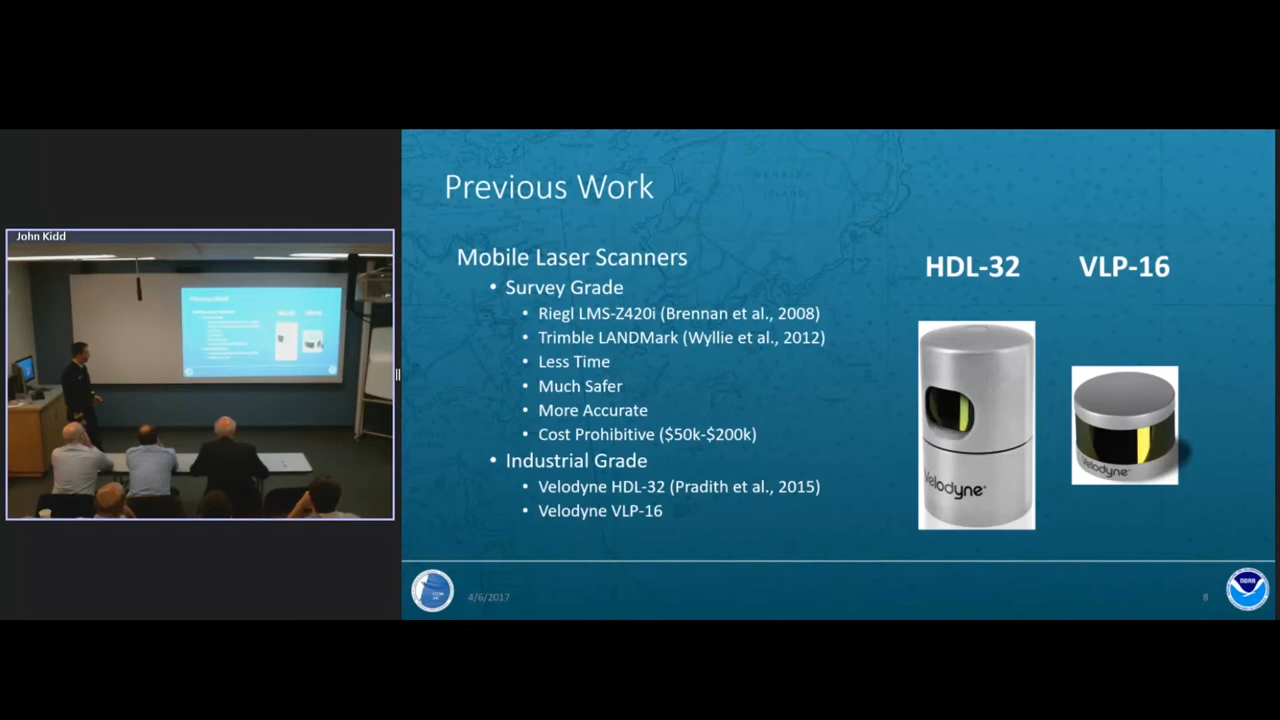 John Kidd
Previous Work
Mobile Laser Scanners
• Survey Grade
• Riegl LMS-Z420i (Brennan et al., 2008)
• Trimble LANDMark (Wyllie et al., 2012)
• Less Time
• Much Safer
• More Accurate
• Cost Prohibitive ($50k-$200k)
• Industrial Grade
• Velodyne HDL-32 (Pradith et al., 2015)
• Velodyne VLP-16
HDL-32 VLP-16
Velodyne
Velodyne
4/6/2017
8
NOAA